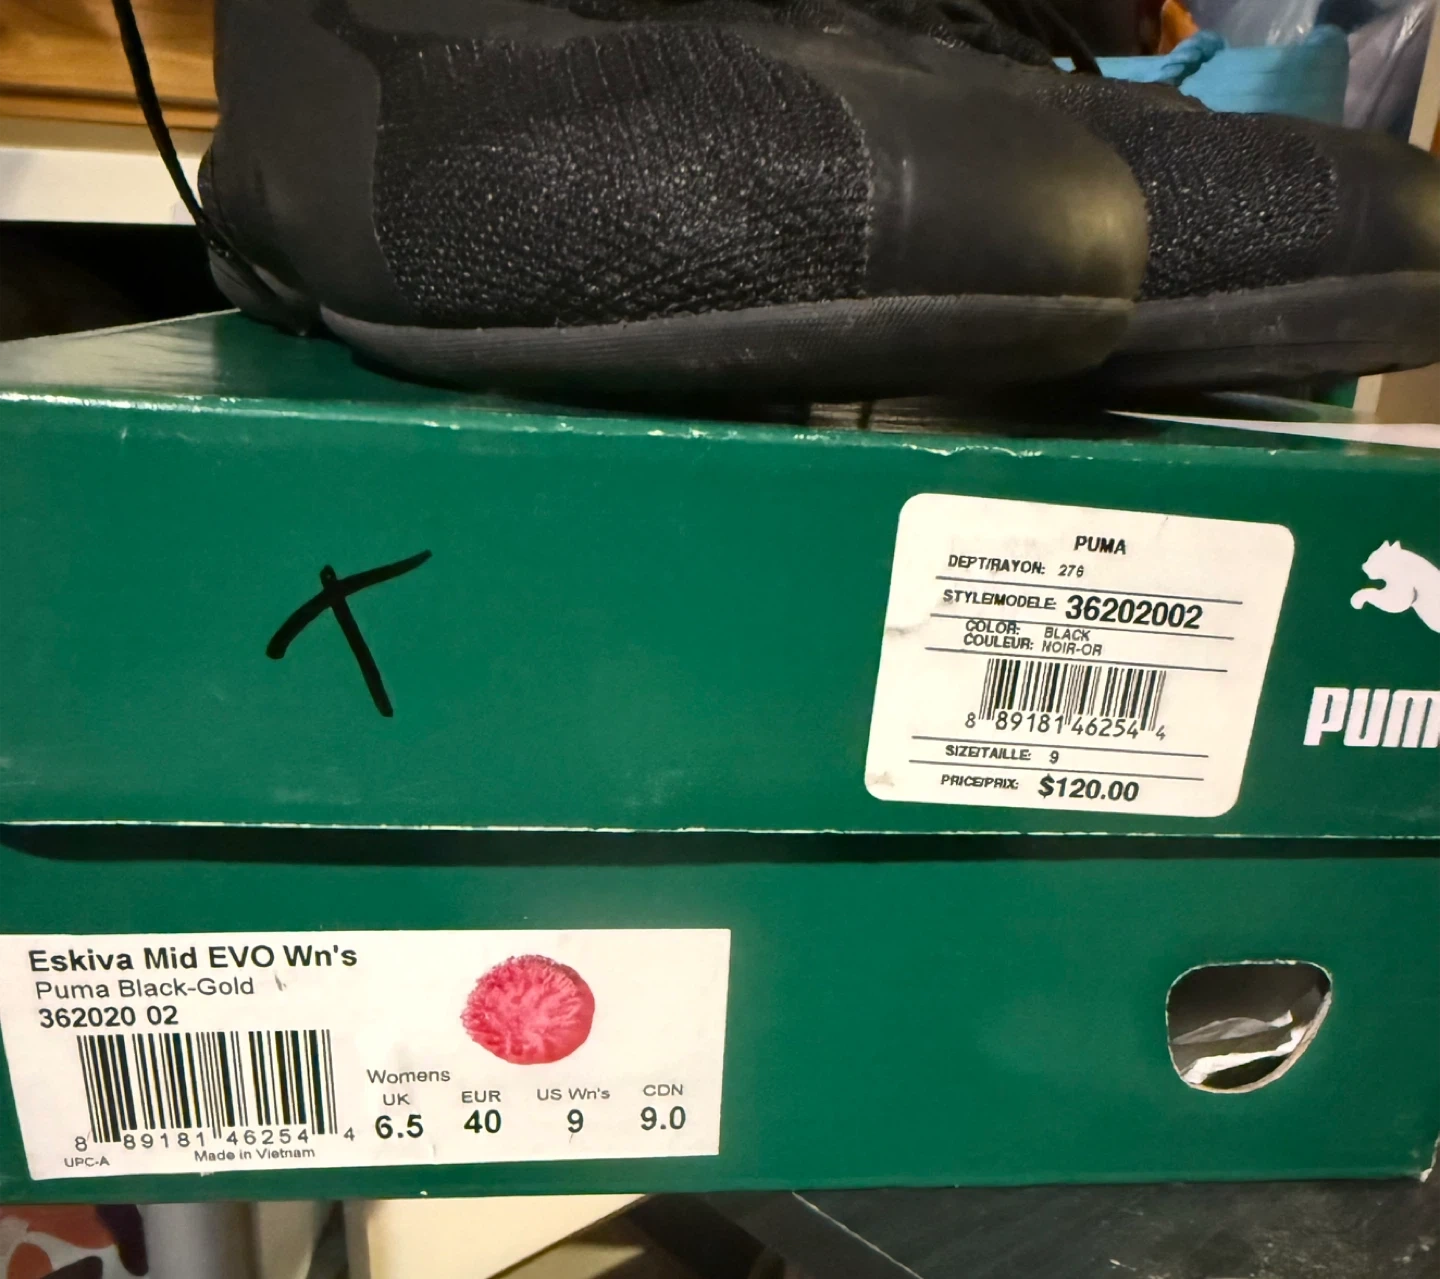 PUMA
DEPT/RAYON: 276
STYLE/MODELE: 36202002
COLOR: BLACK
COULEUR: NOIR-OR
8 89181 46254 4
SIZE/TAILLE: 9
PRICE/PRIX: $120.00
PUM
Eskiva Mid EVO Wn's
Puma Black-Gold
362020 02
8 89181 46254 4
UPC-A
Made in Vietnam
Womens
UK EUR US Wn's CDN
6.5 40 9 9.0